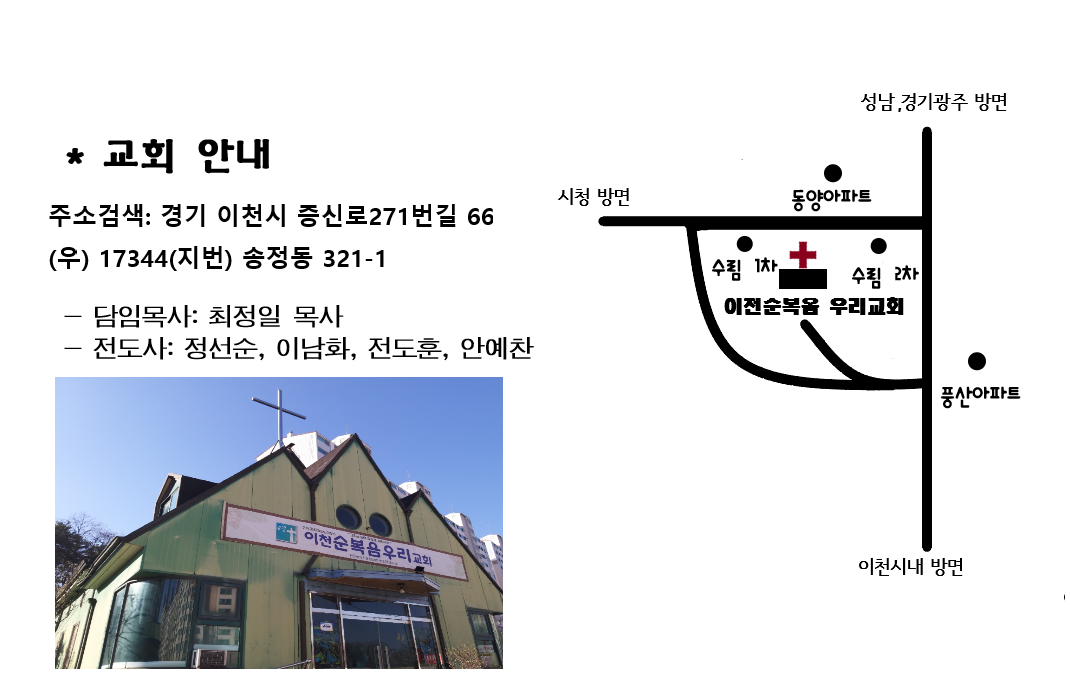 * 교회 안내
주소검색: 경기 이천시 증신로271번길 66
(우) 17344(지번) 송정동 321-1
- 담임목사: 최정일 목사
- 전도사: 정선순, 이남화, 전도훈, 안예찬
이천순복음우리교회
성남,경기광주 방면
시청 방면
동양아파트
수림 1차
수림 2차
이천순복음 우리교회
풍산아파트
이천시내 방면